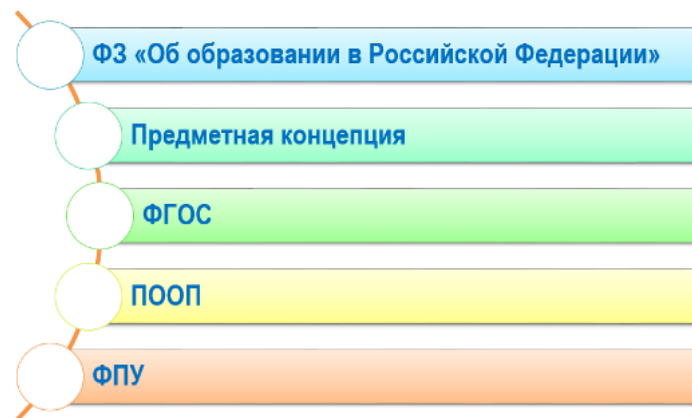 ФЗ «Об образовании в Российской Федерации»
Предметная концепция
ФГОС
ПООП
ФПУ